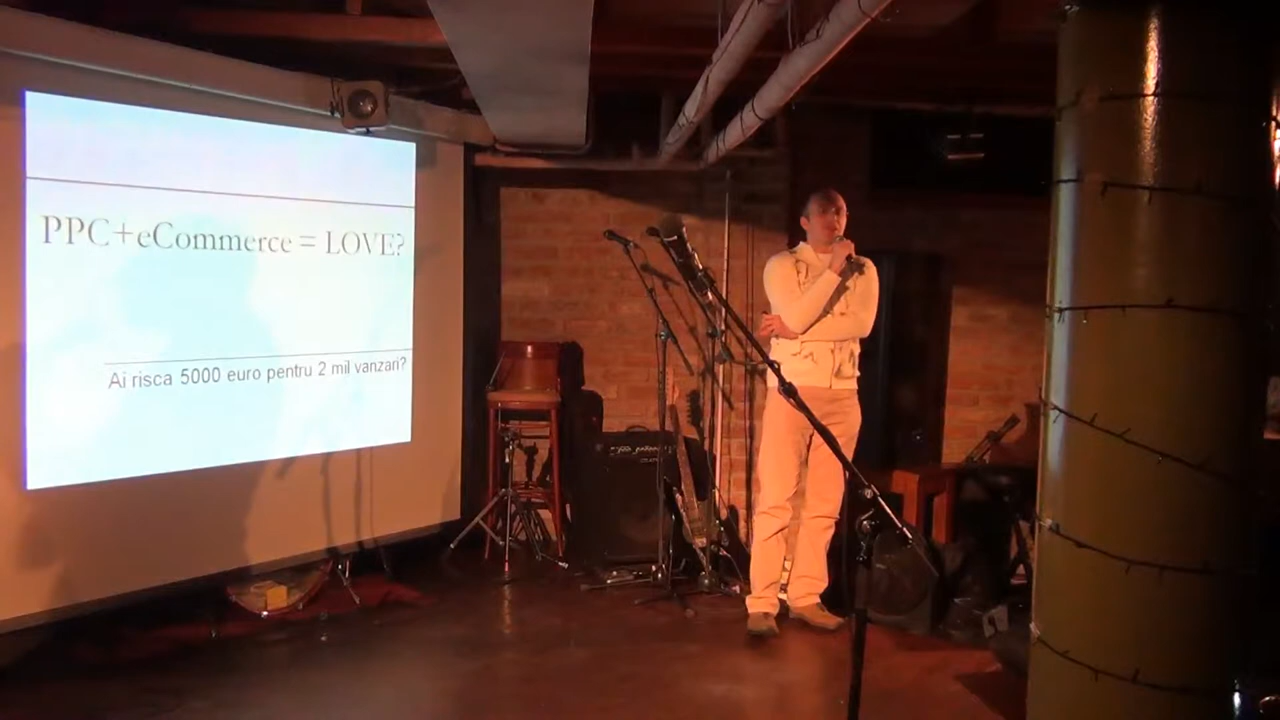 PPC+eCommerce = LOVE?
Ai risca 5000 euro pentru 2 mil vanzari?